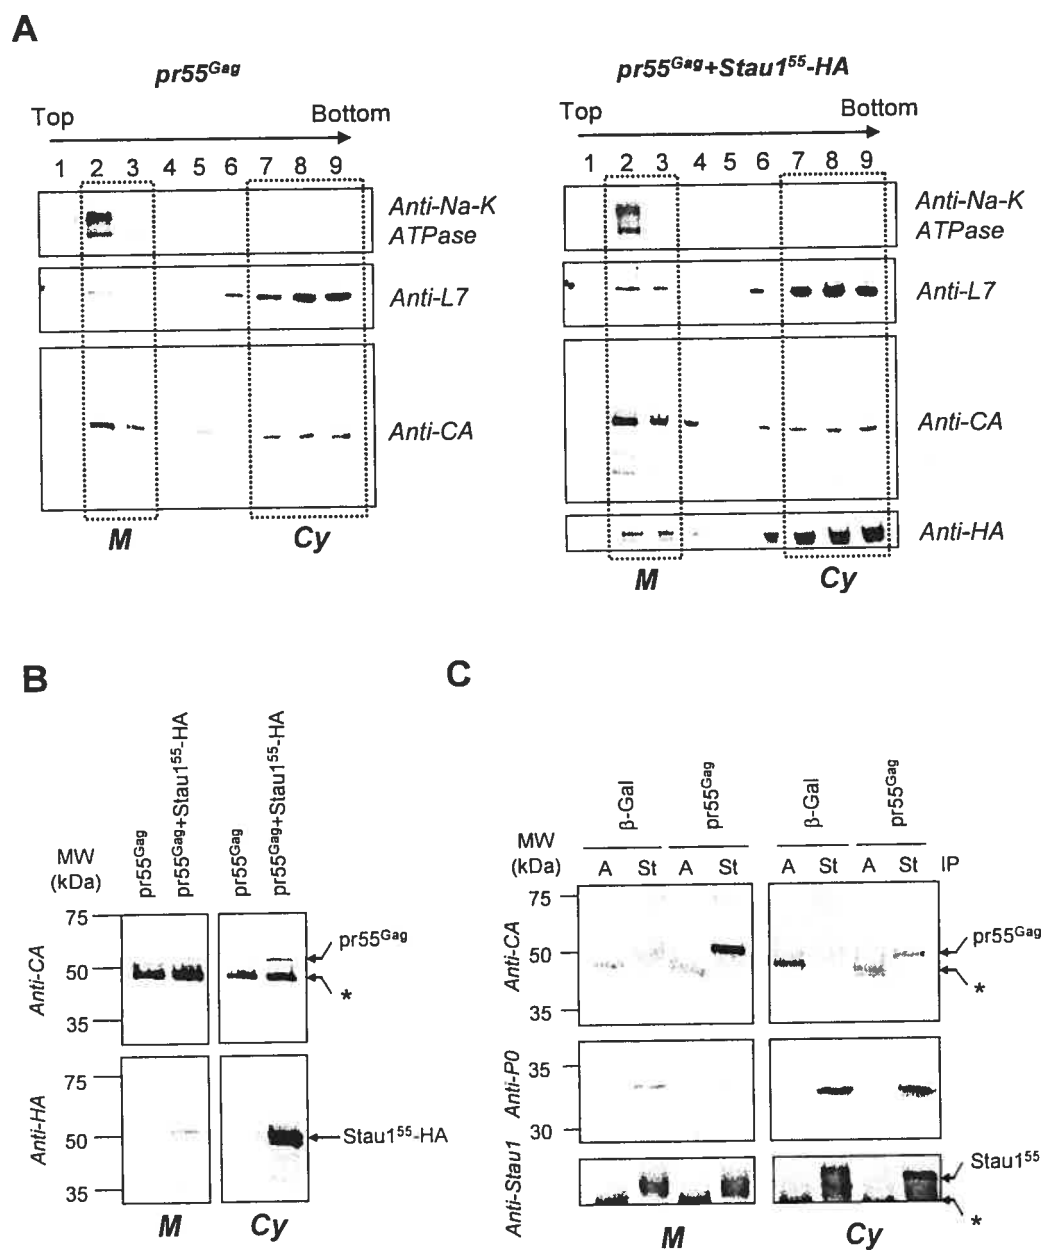 A
pr55Gag
Top Bottom
1 2 3 4 5 6 7 8 9
Anti-Na-K
ATPase
Anti-L7
Anti-CA
M Cy
pr55Gag+Stau155-HA
Top Bottom
1 2 3 4 5 6 7 8 9
Anti-Na-K
ATPase
Anti-L7
Anti-CA
Anti-HA
M Cy
B
MW
(kDa)
pr55Gag
pr55Gag+Stau155-HA
pr55Gag
pr55Gag+Stau155-HA
75
50
35
Anti-CA
pr55Gag
*
75
50
35
Anti-HA
Stau155-HA
M Cy
C
β-Gal
pr55Gag
β-Gal
pr55Gag
MW
(kDa)
A St A St A St A St IP
75
50
35
Anti-CA
pr55Gag
*
35
30
Anti-P0
Anti-Stau1
Stau155
*
M Cy